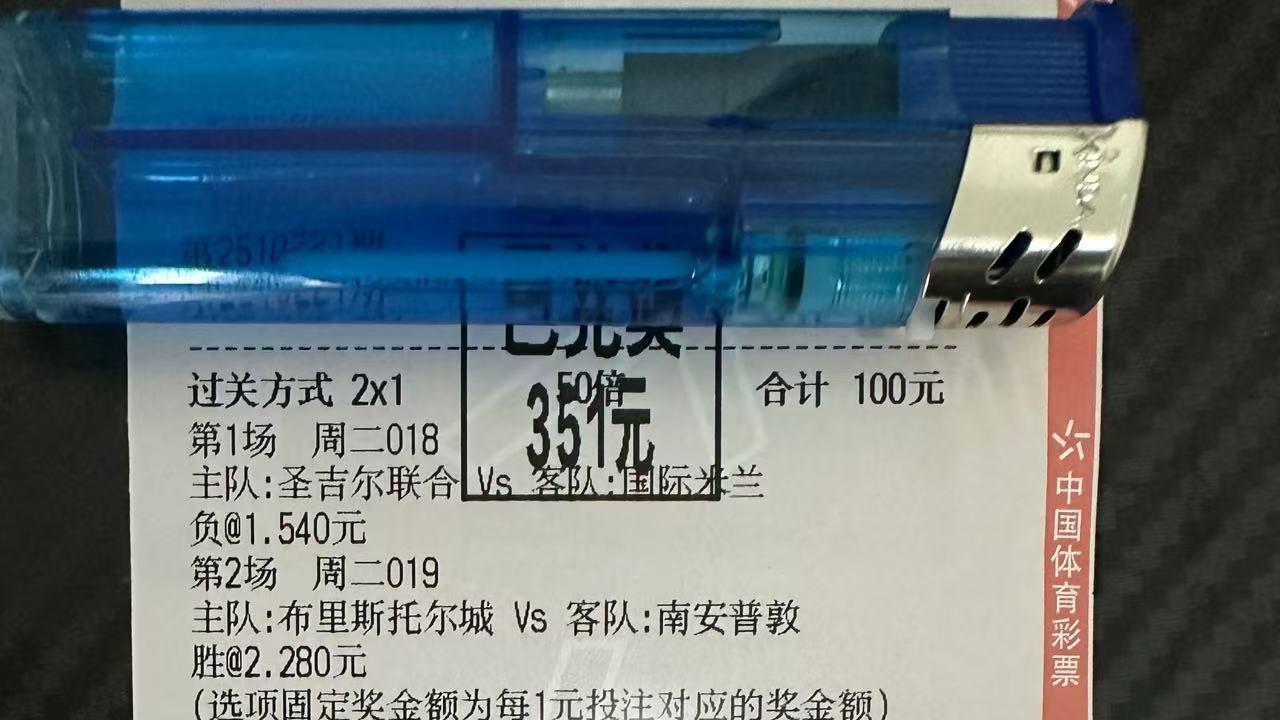 已兑奖
351元
过关方式 2x1 50倍 合计 100元
第1场 周二018
主队:圣吉尔联合 Vs 客队:国际米兰
负@1.540元
第2场 周二019
主队:布里斯托尔城 Vs 客队:南安普敦
胜@2.280元
(选项固定奖金额为每1元投注对应的奖金额)
中国体育彩票